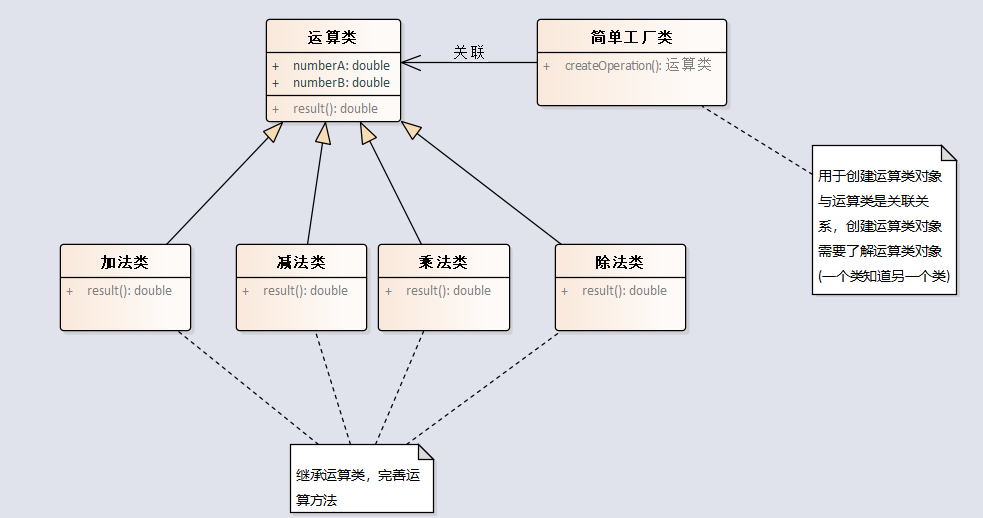 运算类
+ numberA: double
+ numberB: double
+ result(): double
关联
简单工厂类
+ createOperation(): 运算类
用于创建运算类对象
与运算类是关联关
系，创建运算类对象
需要了解运算类对象
(一个类知道另一个类)
加法类
+ result(): double
减法类
+ result(): double
乘法类
+ result(): double
除法类
+ result(): double
继承运算类，完善运
算方法